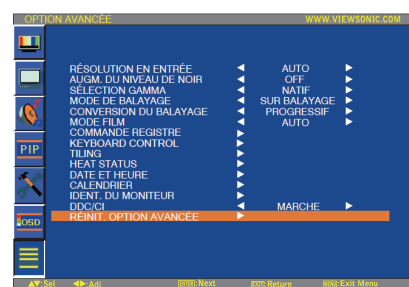 OPTION AVANCÉE WWW.VIEWSONIC.COM
RÉSOLUTION EN ENTRÉE ◀ AUTO ▶
AUGM. DU NIVEAU DE NOIR ◀ OFF ▶
SÉLECTION GAMMA ◀ NATIF ▶
MODE DE BALAYAGE ◀ SUR BALAYAGE ▶
CONVERSION DU BALAYAGE ◀ PROGRESSIF ▶
MODE FILM ◀ AUTO ▶
COMMANDE REGISTRE ▶
KEYBOARD CONTROL ▶
PIP
TILING ▶
HEAT STATUS ▶
DATE ET HEURE ▶
CALENDRIER ▶
IDENT. DU MONITEUR ▶
DDC/CI ◀ MARCHE ▶
OSD
RÉINIT. OPTION AVANCÉE ▶
▲▼:Sel ◀▶:Adj ENTER:Next EXIT:Return MENU:Exit Menu